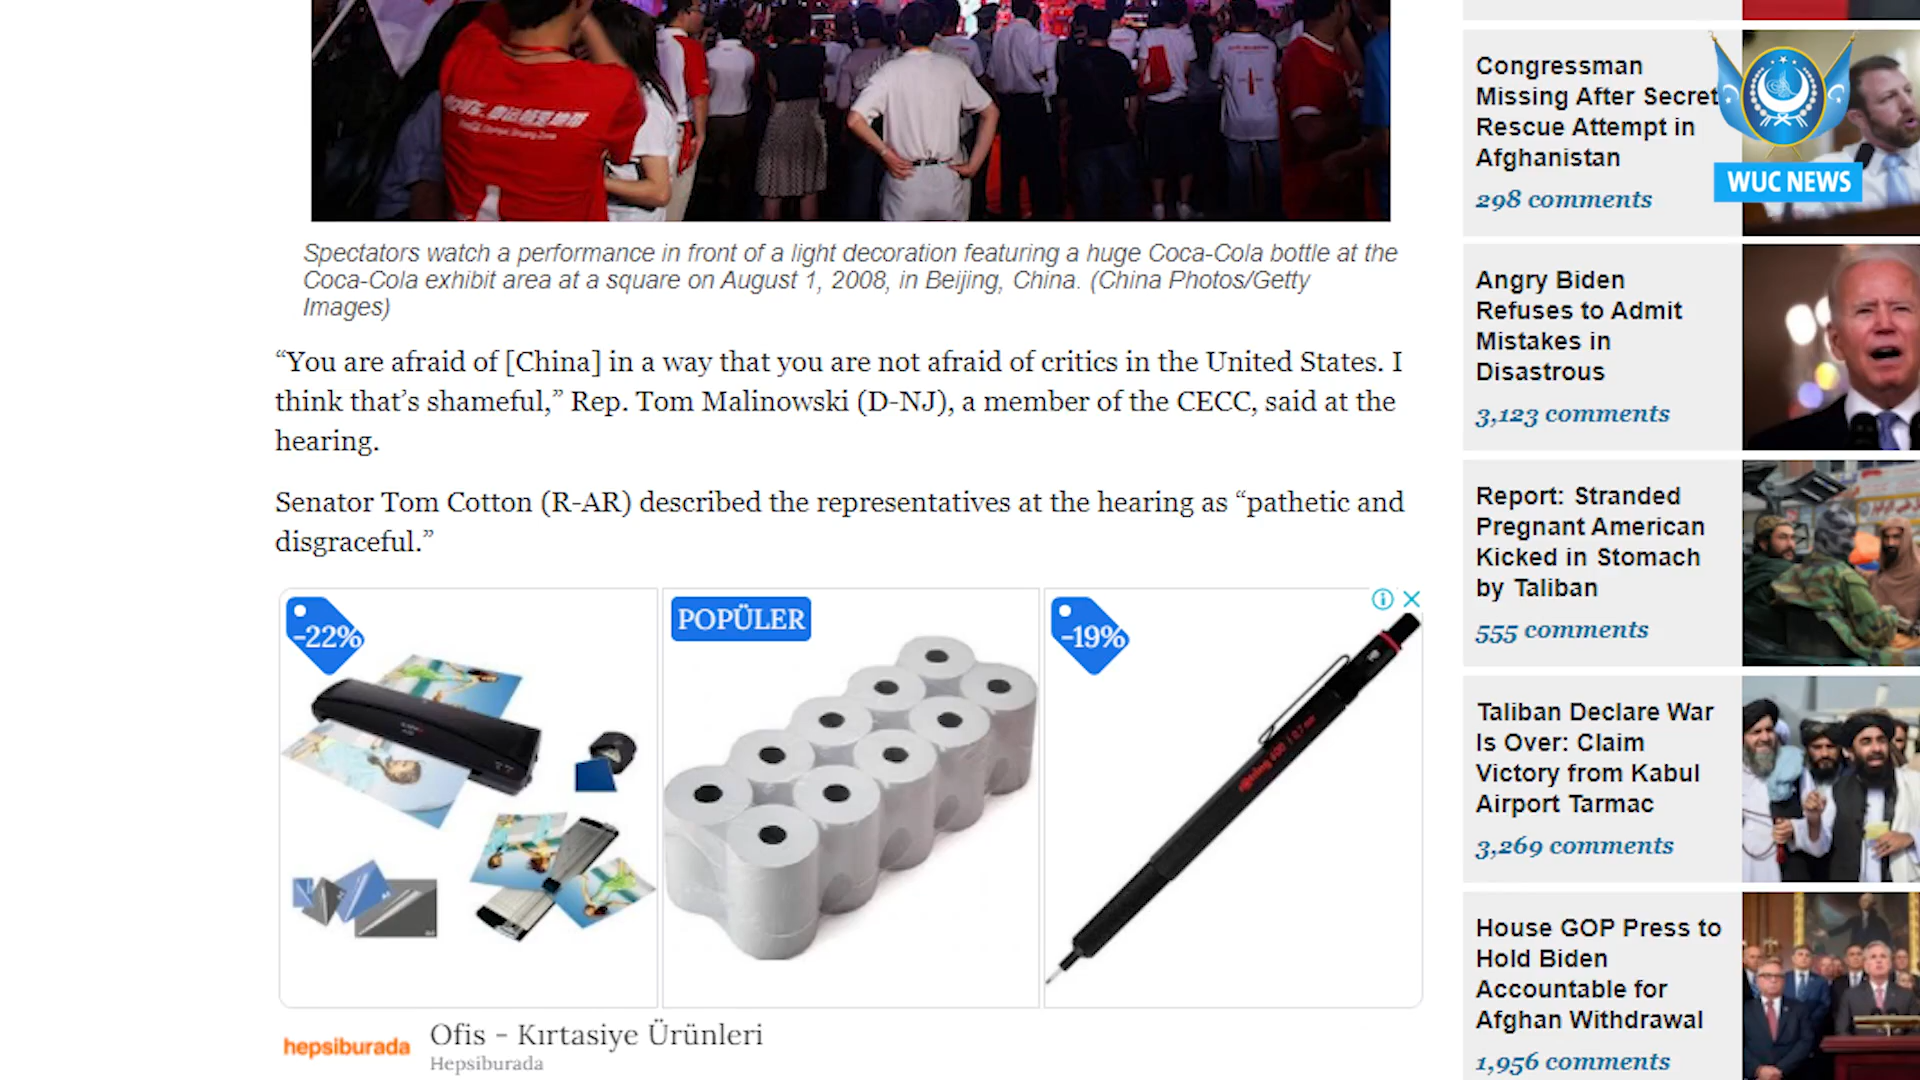 Spectators watch a performance in front of a light decoration featuring a huge Coca-Cola bottle at the
Coca-Cola exhibit area at a square on August 1, 2008, in Beijing, China. (China Photos/Getty
Images)
“You are afraid of [China] in a way that you are not afraid of critics in the United States. I
think that’s shameful,” Rep. Tom Malinowski (D-NJ), a member of the CECC, said at the
hearing.
Senator Tom Cotton (R-AR) described the representatives at the hearing as “pathetic and
disgraceful.”
-22%
POPÜLER
-19%
hepsiburada
Ofis - Kırtasiye Ürünleri
Hepsiburada
Congressman
Missing After Secret
Rescue Attempt in
Afghanistan
298 comments
WUC NEWS
Angry Biden
Refuses to Admit
Mistakes in
Disastrous
3,123 comments
Report: Stranded
Pregnant American
Kicked in Stomach
by Taliban
555 comments
Taliban Declare War
Is Over: Claim
Victory from Kabul
Airport Tarmac
3,269 comments
House GOP Press to
Hold Biden
Accountable for
Afghan Withdrawal
1,956 comments